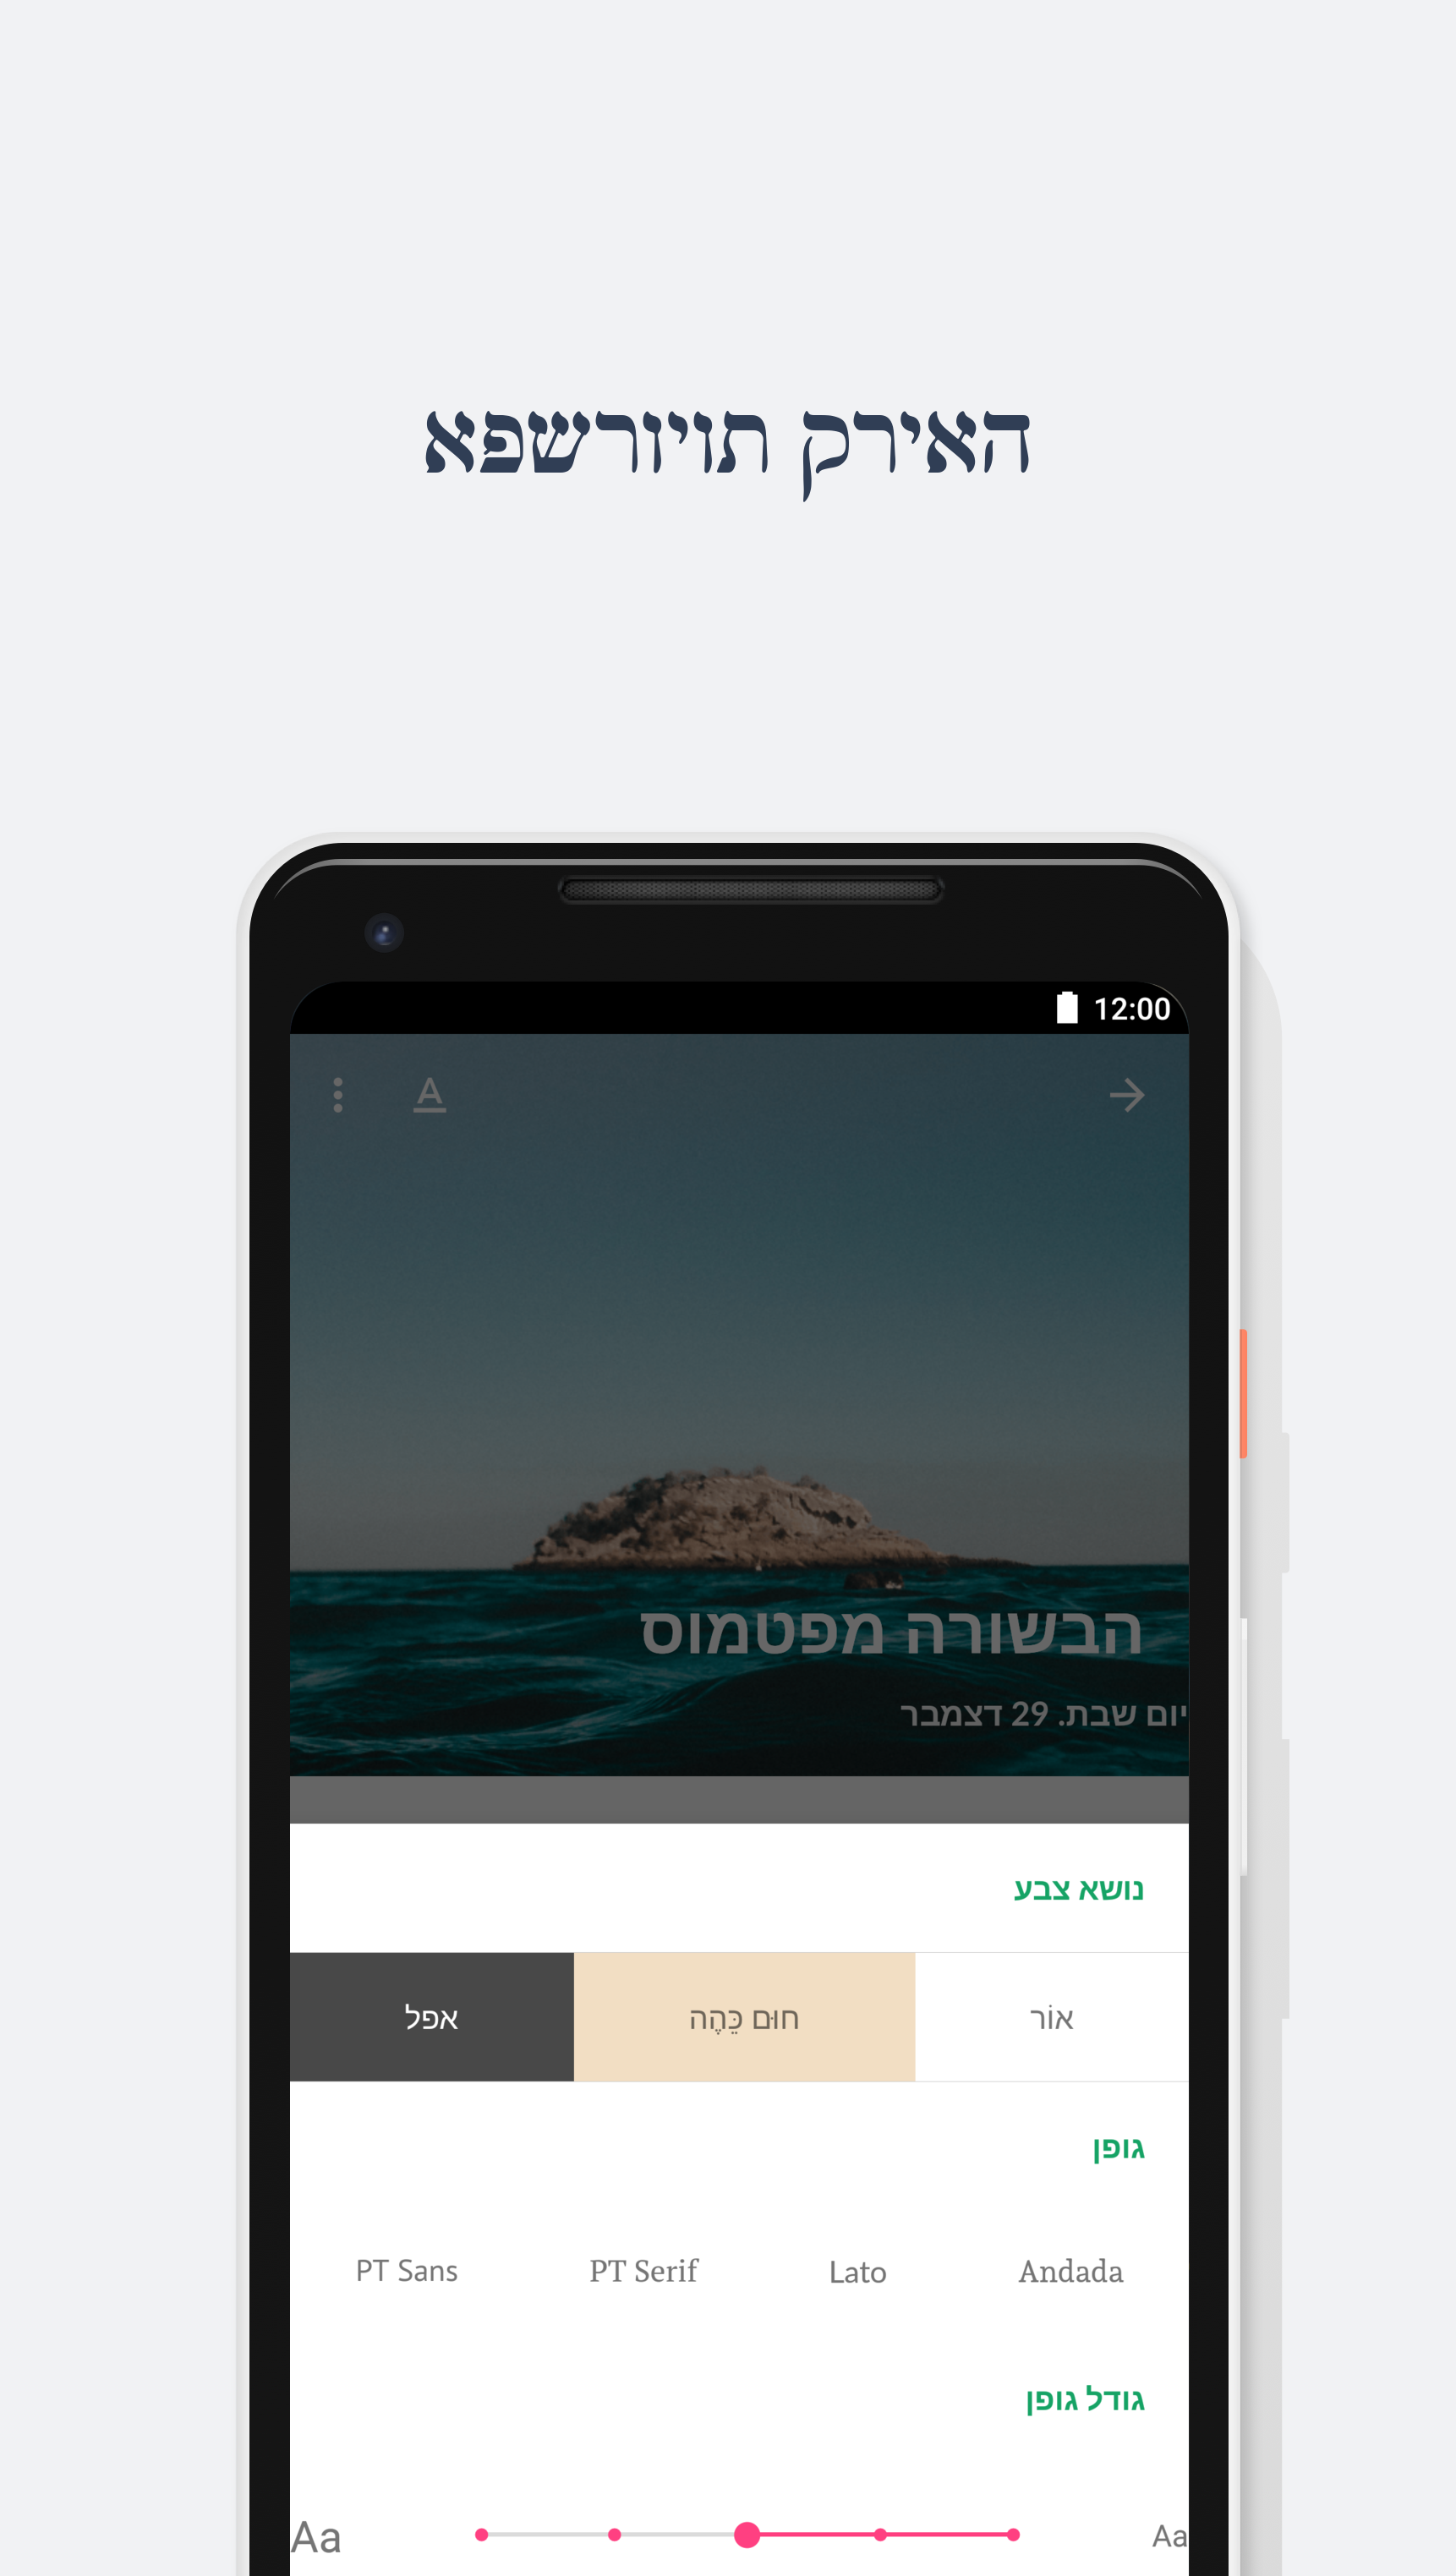 האירק תויורשפא
12:00
הבשורה מפטמוס
יום שבת. 29 דצמבר
נושא צבע
אוֹר חוּם כֵּהֶה אפל
גופן
PT Sans PT Serif Lato Andada
גודל גופן
Aa Aa